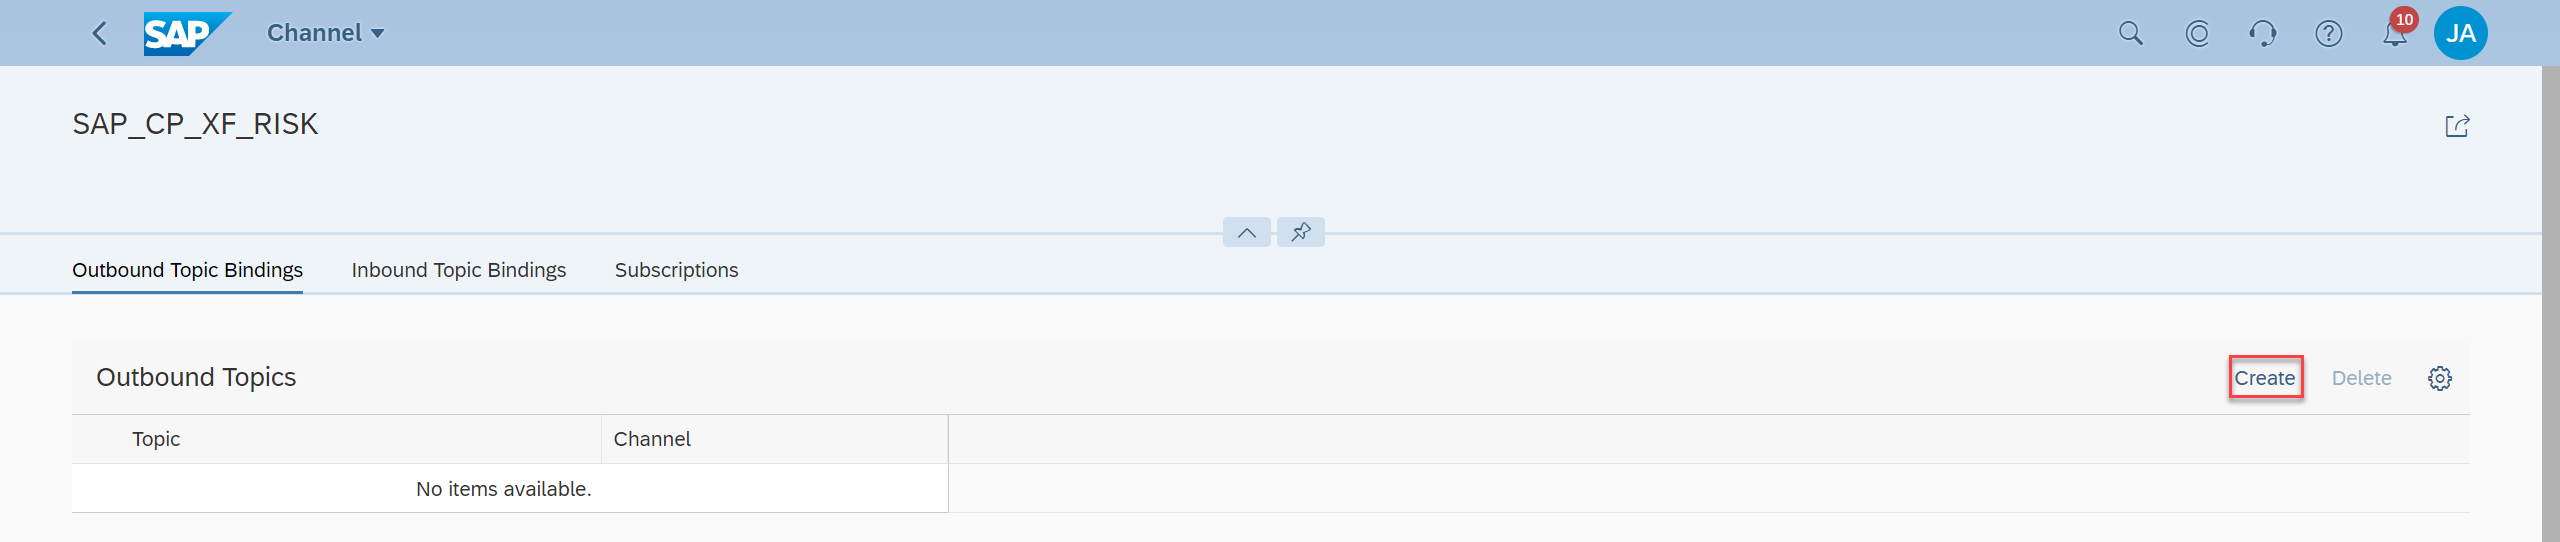 SAP Channel 10 JA
SAP_CP_XF_RISK
Outbound Topic Bindings Inbound Topic Bindings Subscriptions
Outbound Topics Create Delete
Topic Channel
No items available.